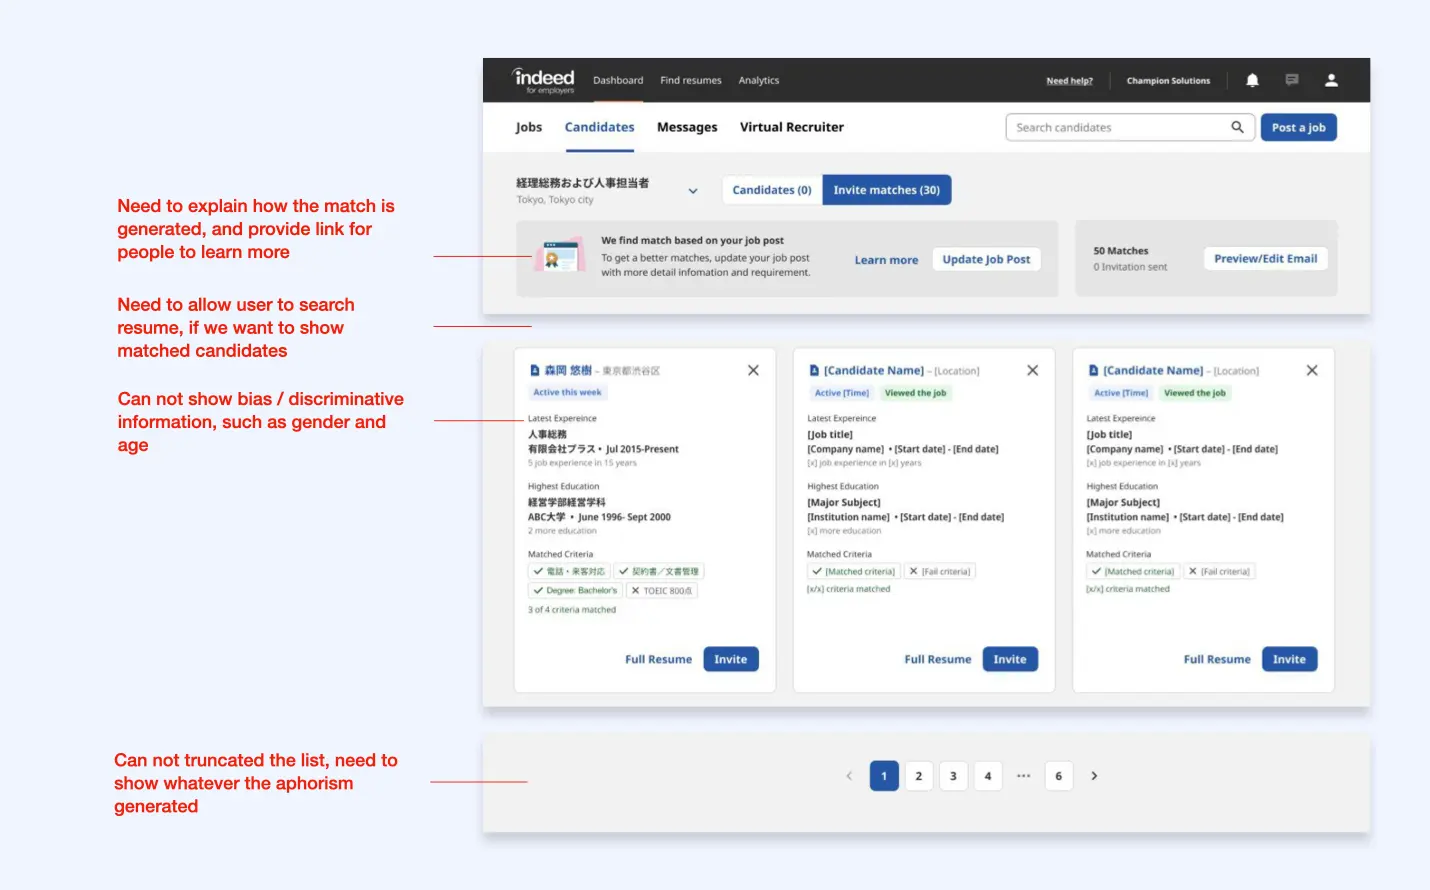 indeed
for employers
Dashboard
Find resumes
Analytics
Need help?
Champion Solutions
Jobs
Candidates
Messages
Virtual Recruiter
Search candidates
Post a job
経理総務および人事担当者
Tokyo, Tokyo city
Candidates (0)
Invite matches (30)
Need to explain how the match is
generated, and provide link for
people to learn more
We find match based on your job post
To get a better matches, update your job post
with more detail infomation and requirement.
Learn more
Update Job Post
50 Matches
0 Invitation sent
Preview/Edit Email
Need to allow user to search
resume, if we want to show
matched candidates
Can not show bias / discriminative
information, such as gender and
age
森岡 悠樹 – 東京都渋谷区
Active this week
Latest Expereince
人事総務
有限会社プラス • Jul 2015-Present
5 job experience in 15 years
Highest Education
経営学部経営学科
ABC大学 • June 1996- Sept 2000
2 more education
Matched Criteria
電話・来客対応
契約書／文書管理
Degree: Bachelor's
TOEIC 800点
3 of 4 criteria matched
Full Resume
Invite
[Candidate Name] – [Location]
Active [Time]
Viewed the job
Latest Expereince
[Job title]
[Company name] • [Start date] - [End date]
[x] job experience in [x] years
Highest Education
[Major Subject]
[Institution name] • [Start date] - [End date]
[x] more education
Matched Criteria
[Matched criteria]
[Fail criteria]
[x/x] criteria matched
Full Resume
Invite
[Candidate Name] – [Location]
Active [Time]
Viewed the job
Latest Expereince
[Job title]
[Company name] • [Start date] - [End date]
[x] job experience in [x] years
Highest Education
[Major Subject]
[Institution name] • [Start date] - [End date]
[x] more education
Matched Criteria
[Matched criteria]
[Fail criteria]
[x/x] criteria matched
Full Resume
Invite
Can not truncated the list, need to
show whatever the aphorism
generated
1 2 3 4 ••• 6